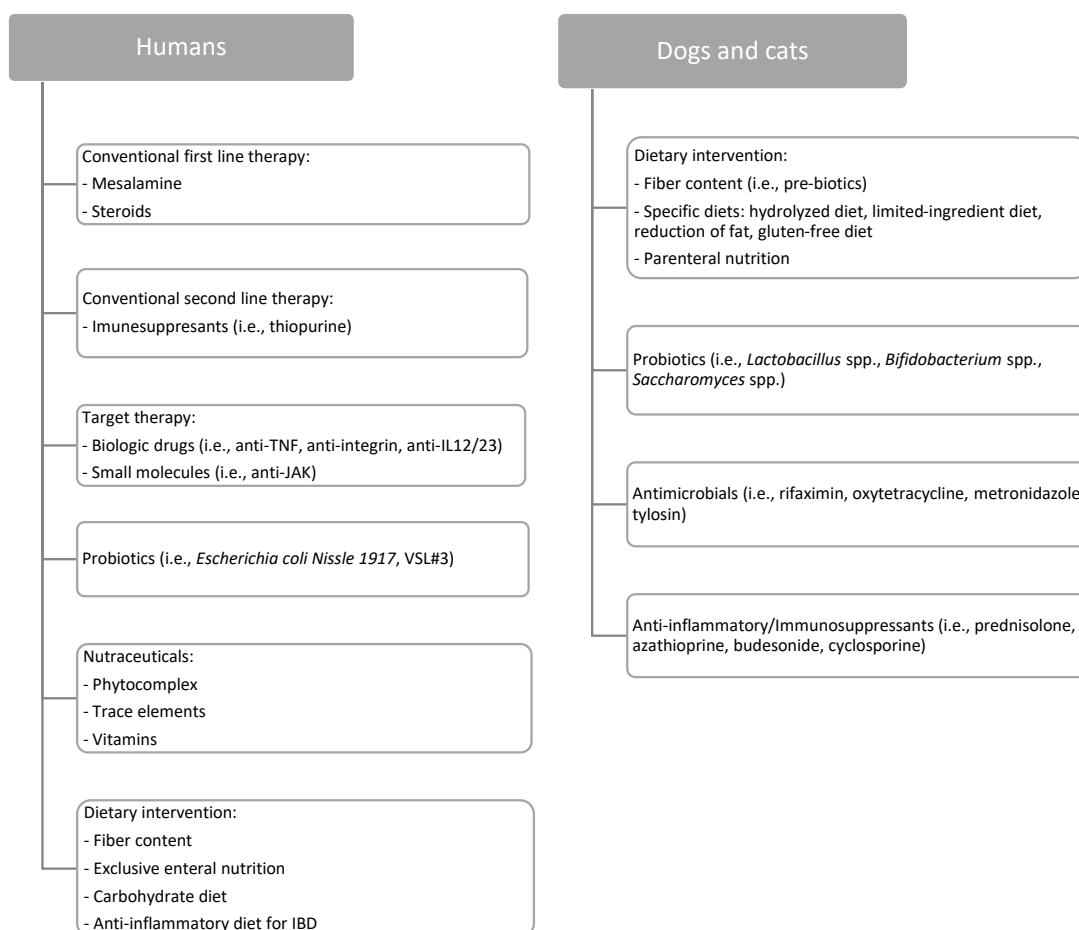 Humans
Conventional first line therapy:
- Mesalamine
- Steroids
Conventional second line therapy:
- Imunesuppresants (i.e., thiopurine)
Target therapy:
- Biologic drugs (i.e., anti-TNF, anti-integrin, anti-IL12/23)
- Small molecules (i.e., anti-JAK)
Probiotics (i.e., Escherichia coli Nissle 1917, VSL#3)
Nutraceuticals:
- Phytocomplex
- Trace elements
- Vitamins
Dietary intervention:
- Fiber content
- Exclusive enteral nutrition
- Carbohydrate diet
- Anti-inflammatory diet for IBD
Dogs and cats
Dietary intervention:
- Fiber content (i.e., pre-biotics)
- Specific diets: hydrolyzed diet, limited-ingredient diet,
reduction of fat, gluten-free diet
- Parenteral nutrition
Probiotics (i.e., Lactobacillus spp., Bifidobacterium spp.,
Saccharomyces spp.)
Antimicrobials (i.e., rifaximin, oxytetracycline, metronidazole
tylosin)
Anti-inflammatory/Immunosuppressants (i.e., prednisolone,
azathioprine, budesonide, cyclosporine)